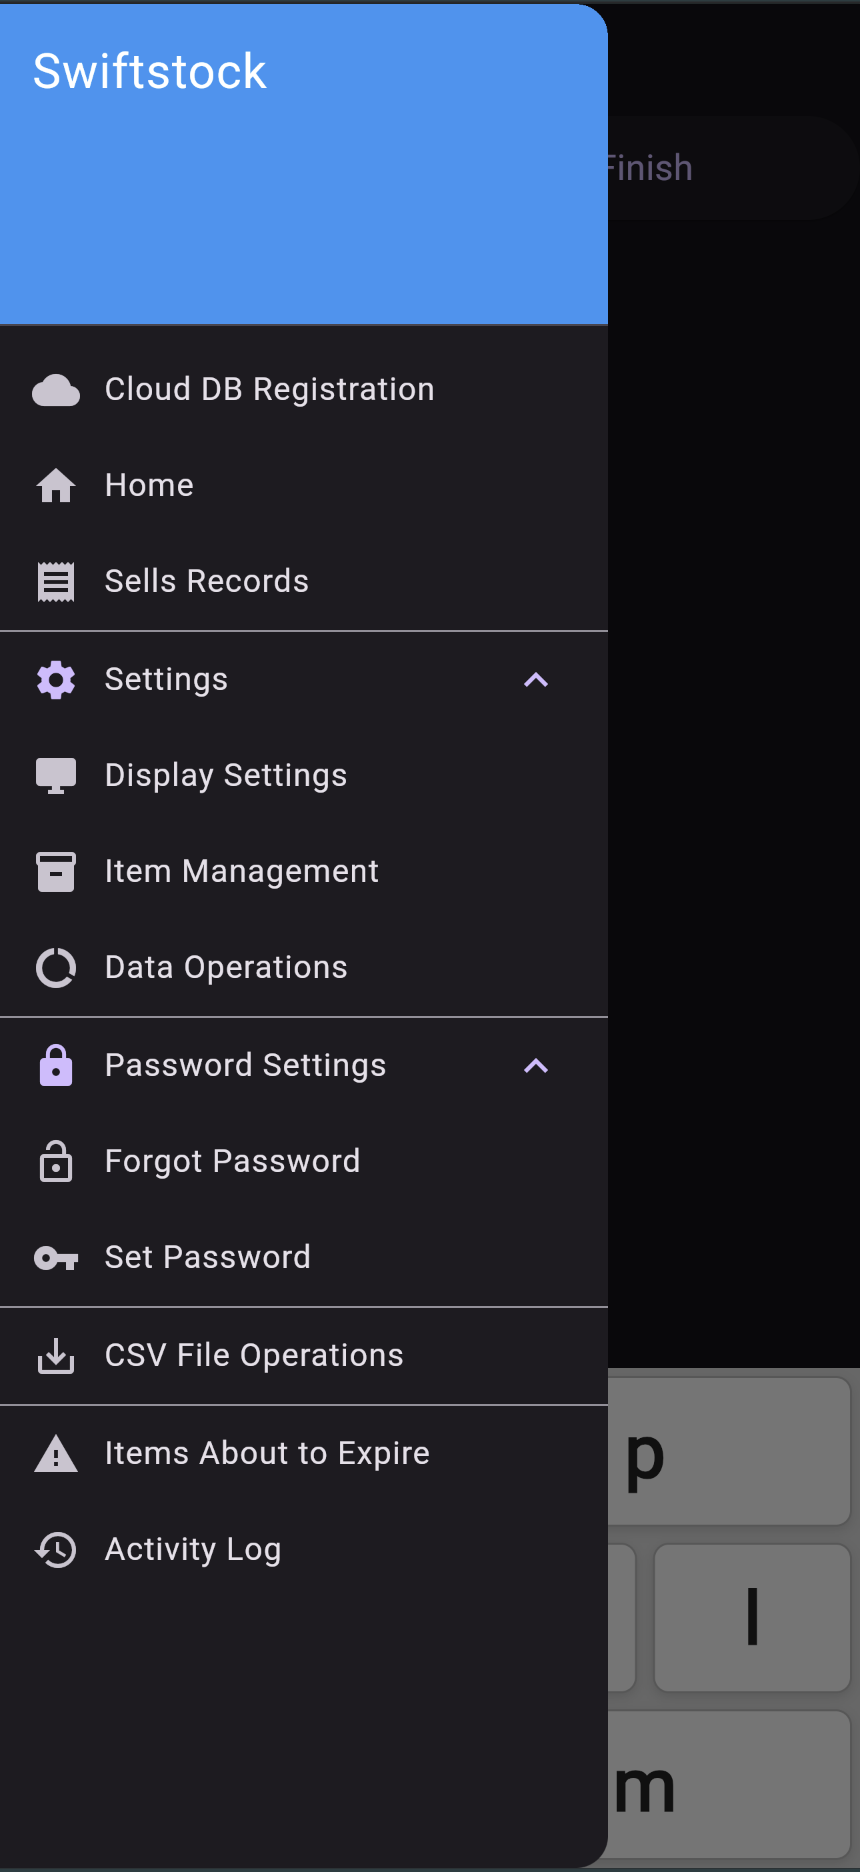 Swiftstock
Finish
Cloud DB Registration
Home
Sells Records
Settings
Display Settings
Item Management
Data Operations
Password Settings
Forgot Password
Set Password
CSV File Operations
Items About to Expire
Activity Log
p
l
m